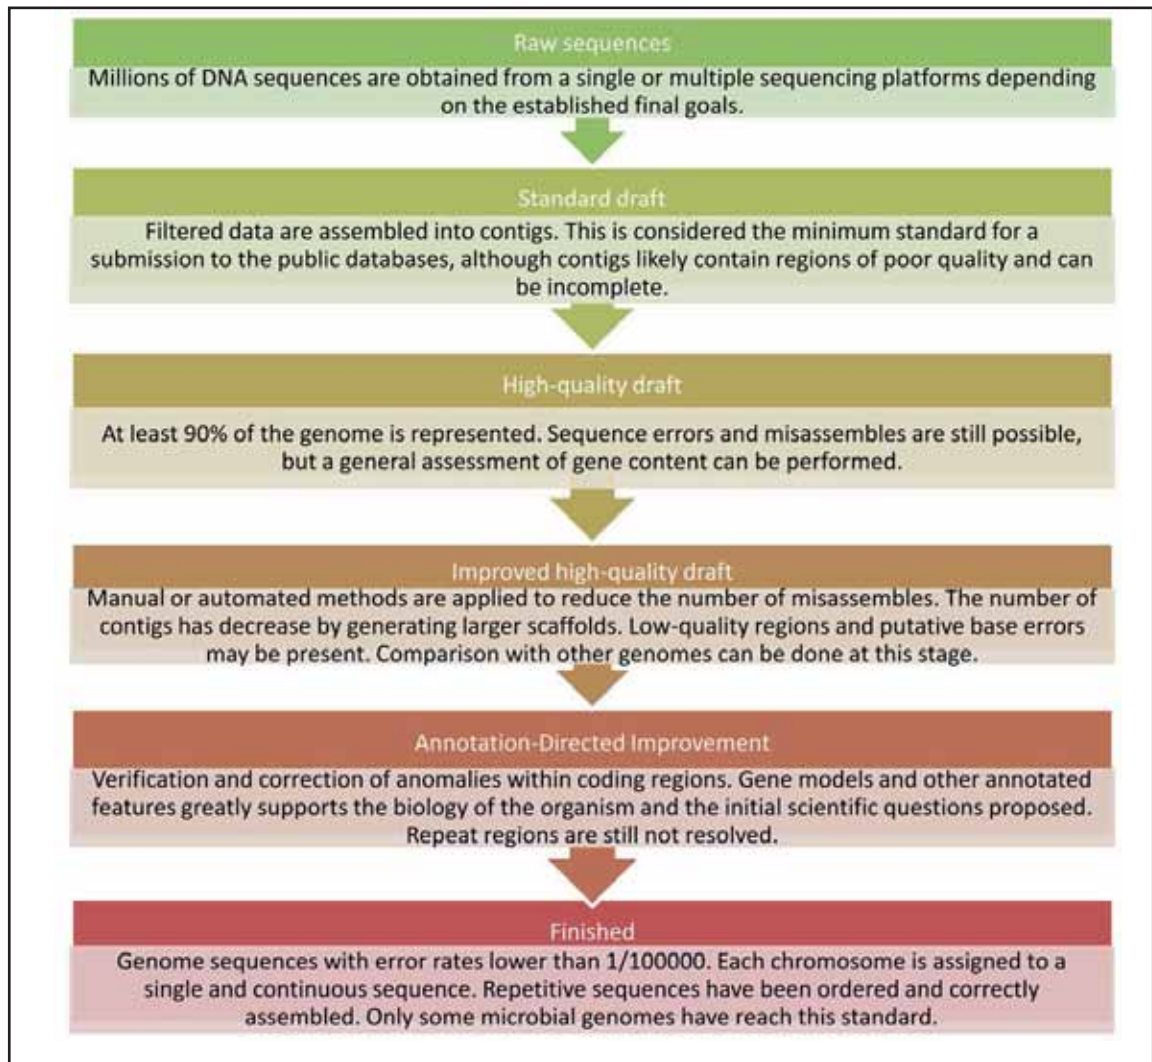 Raw sequences
Millions of DNA sequences are obtained from a single or multiple sequencing platforms depending
on the established final goals.
Standard draft
Filtered data are assembled into contigs. This is considered the minimum standard for a
submission to the public databases, although contigs likely contain regions of poor quality and can
be incomplete.
High-quality draft
At least 90% of the genome is represented. Sequence errors and misassembles are still possible,
but a general assessment of gene content can be performed.
Improved high-quality draft
Manual or automated methods are applied to reduce the number of misassembles. The number of
contigs has decrease by generating larger scaffolds. Low-quality regions and putative base errors
may be present. Comparison with other genomes can be done at this stage.
Annotation-Directed Improvement
Verification and correction of anomalies within coding regions. Gene models and other annotated
features greatly supports the biology of the organism and the initial scientific questions proposed.
Repeat regions are still not resolved.
Finished
Genome sequences with error rates lower than 1/100000. Each chromosome is assigned to a
single and continuous sequence. Repetitive sequences have been ordered and correctly
assembled. Only some microbial genomes have reach this standard.